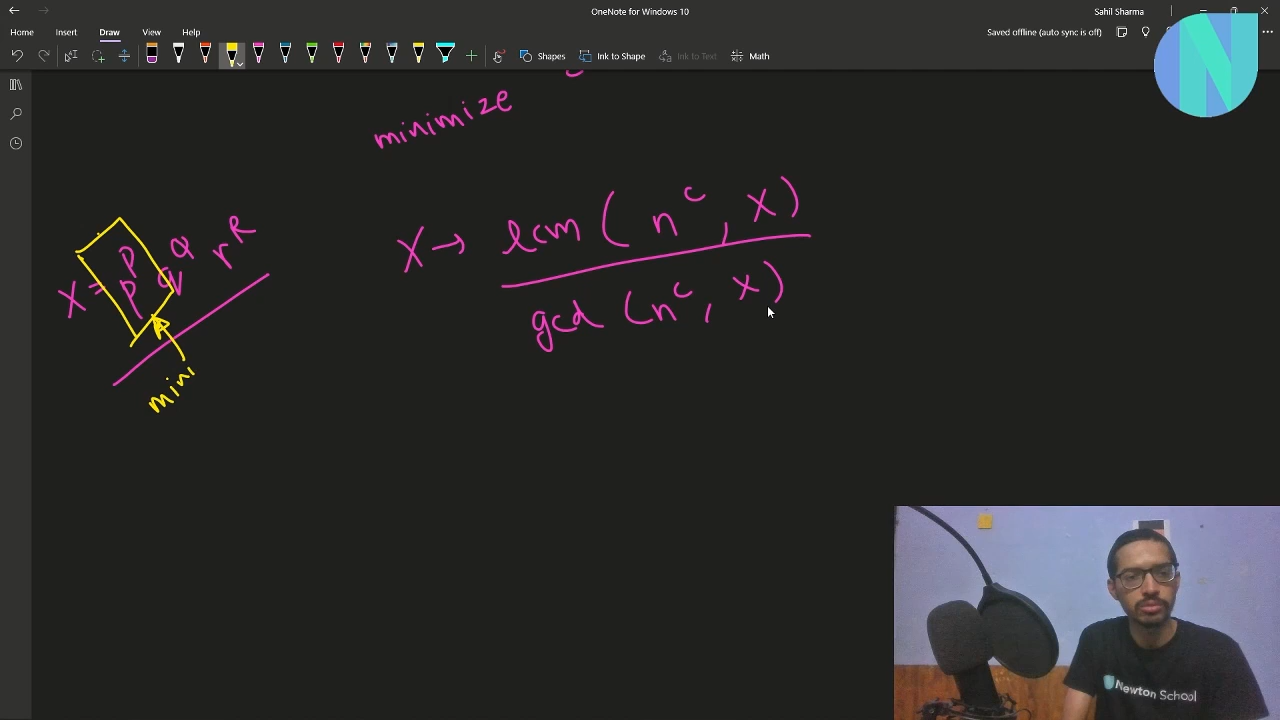 OneNote for Windows 10
Sahil Sharma
Home Insert Draw View Help
Saved offline (auto sync is off)
Shapes Ink to Shape Ink to Text Math
minimize
X = p^P q^Q r^R
mini
X → lcm (n^c, X)
gcd (n^c, X)
Newton School